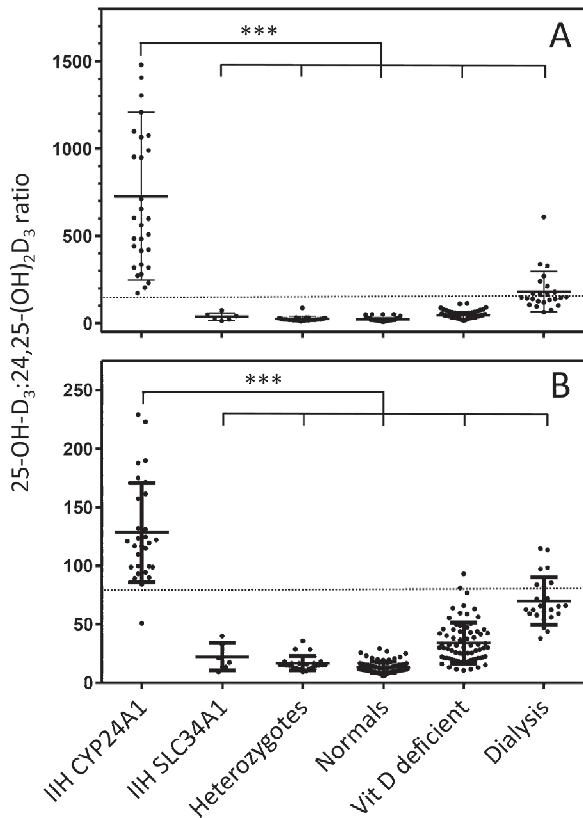 A
***
1500
1000
500
0
25-OH-D₃:24,25-(OH)₂D₃ ratio
B
***
250
200
150
100
50
0
IIH CYP24A1
IIH SLC34A1
Heterozygotes
Normals
Vit D deficient
Dialysis